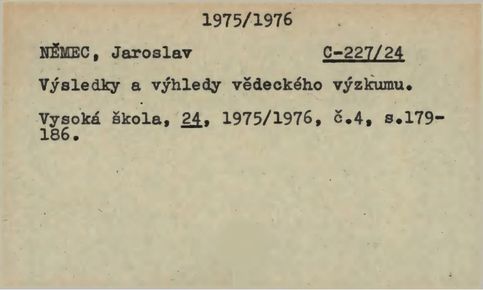 1975/1976
NĚMEC, Jaroslav C-227/24
Výsledky a výhledy vědeckého výzkumu.
Vysoká škola, 24, 1975/1976, č.4, s.179-
186.